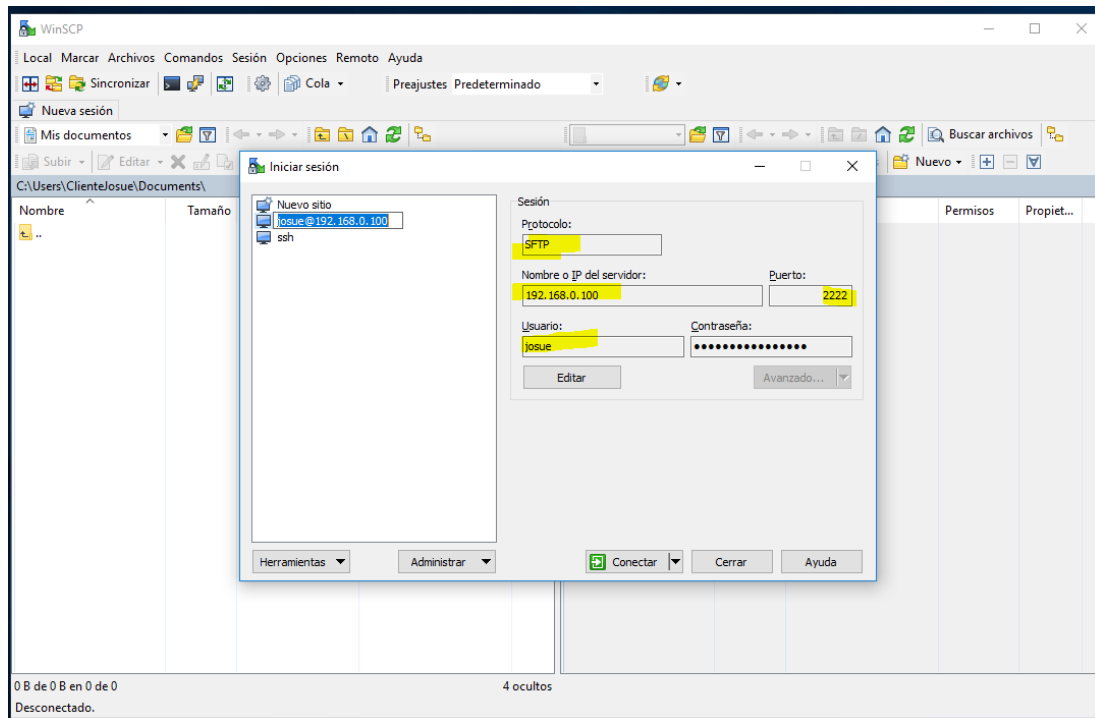 WinSCP
Local Marcar Archivos Comandos Sesión Opciones Remoto Ayuda
Sincronizar Cola Preajustes Predeterminado
Nueva sesión
Mis documentos Buscar archivos
Subir Editar Nuevo
C:\Users\ClienteJosue\Documents\
Nombre Tamaño Permisos Propiet...
..
Iniciar sesión
Nuevo sitio
josue@192.168.0.100
ssh
Sesión
Protocolo:
SFTP
Nombre o IP del servidor: Puerto:
192.168.0.100 2222
Usuario: Contraseña:
josue ••••••••••••••••
Editar Avanzado...
Herramientas Administrar Conectar Cerrar Ayuda
0 B de 0 B en 0 de 0 4 ocultos
Desconectado.